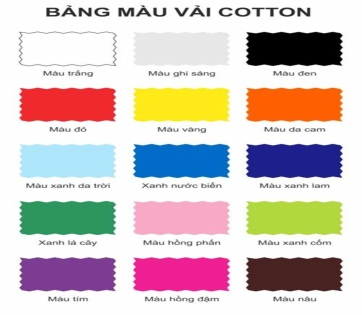 BẢNG MÀU VẢI COTTON
Màu trắng
Màu ghi sáng
Màu đen
Màu đỏ
Màu vàng
Màu da cam
Màu xanh da trời
Xanh nước biển
Màu xanh lam
Xanh lá cây
Màu hồng phấn
Màu xanh cốm
Màu tím
Màu hồng đậm
Màu nâu